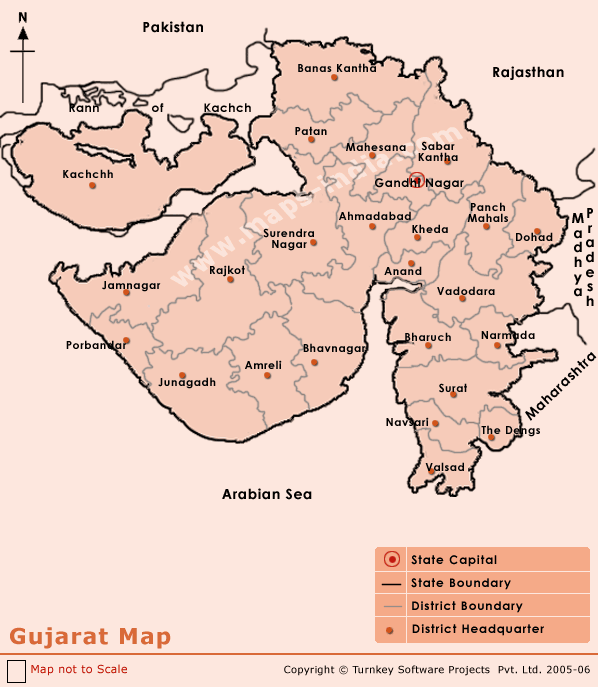 N
Pakistan
Rajasthan
Banas Kantha
Rann of Kachch
Patan
Mahesana
Sabar
Kantha
Kachchh
Gandhi Nagar
Panch
Mahals
Ahmadabad
Kheda
Surendra
Nagar
Dohad
Madhya
Pradesh
Anand
Rajkot
Jamnagar
Vadodara
www.maps-india.com
Porbandar
Bharuch
Narmada
Bhavnagar
Amreli
Junagadh
Surat
Maharashtra
Navsari
The Dengs
Valsad
Arabian Sea
State Capital
State Boundary
District Boundary
District Headquarter
Gujarat Map
Map not to Scale
Copyright © Turnkey Software Projects Pvt. Ltd. 2005-06